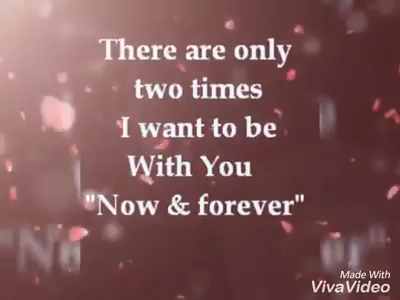 There are only
two times
I want to be
With You
"Now & forever"
Made With
VivaVideo